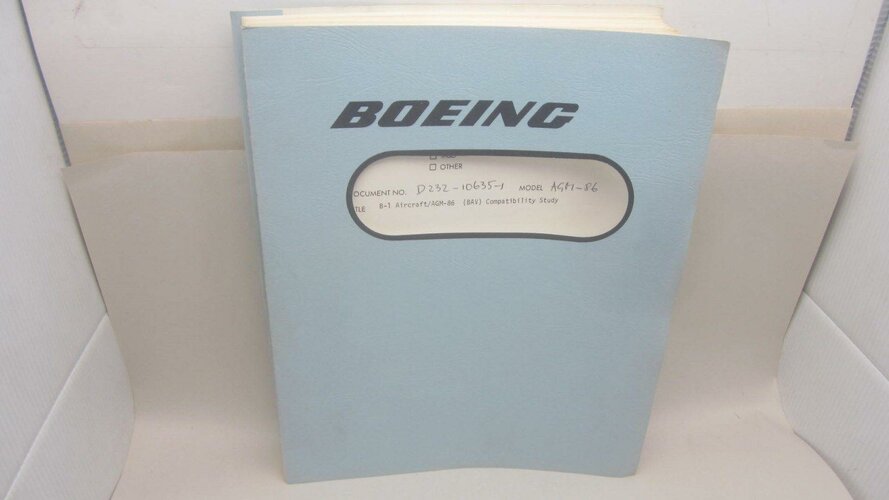 BOEING
☐ OTHER
OCUMENT NO. D232-10635-1 MODEL AGM-86
TLE B-1 Aircraft/AGM-86 (BAV) Compatibility Study